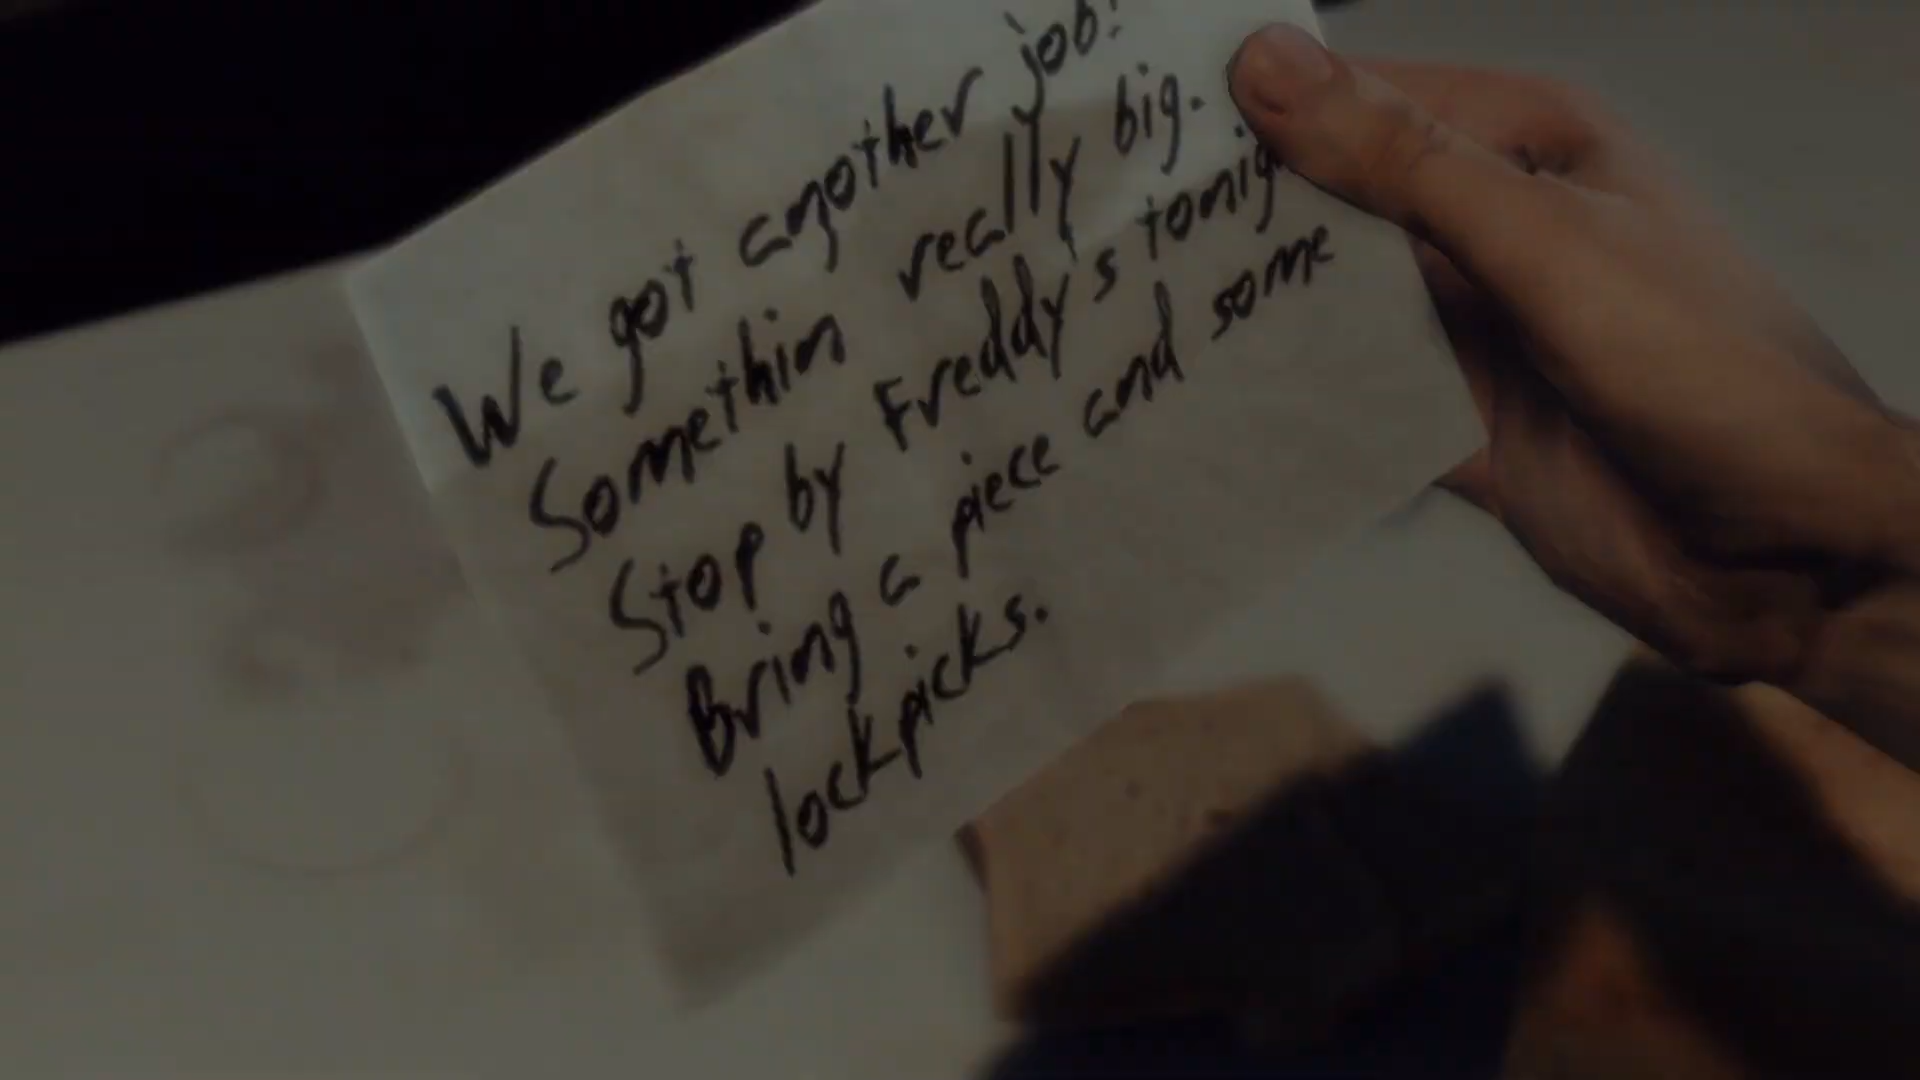 We got another job!
Somethin really big.
Stop by Freddy's
Bring a piece and some
lockpicks.